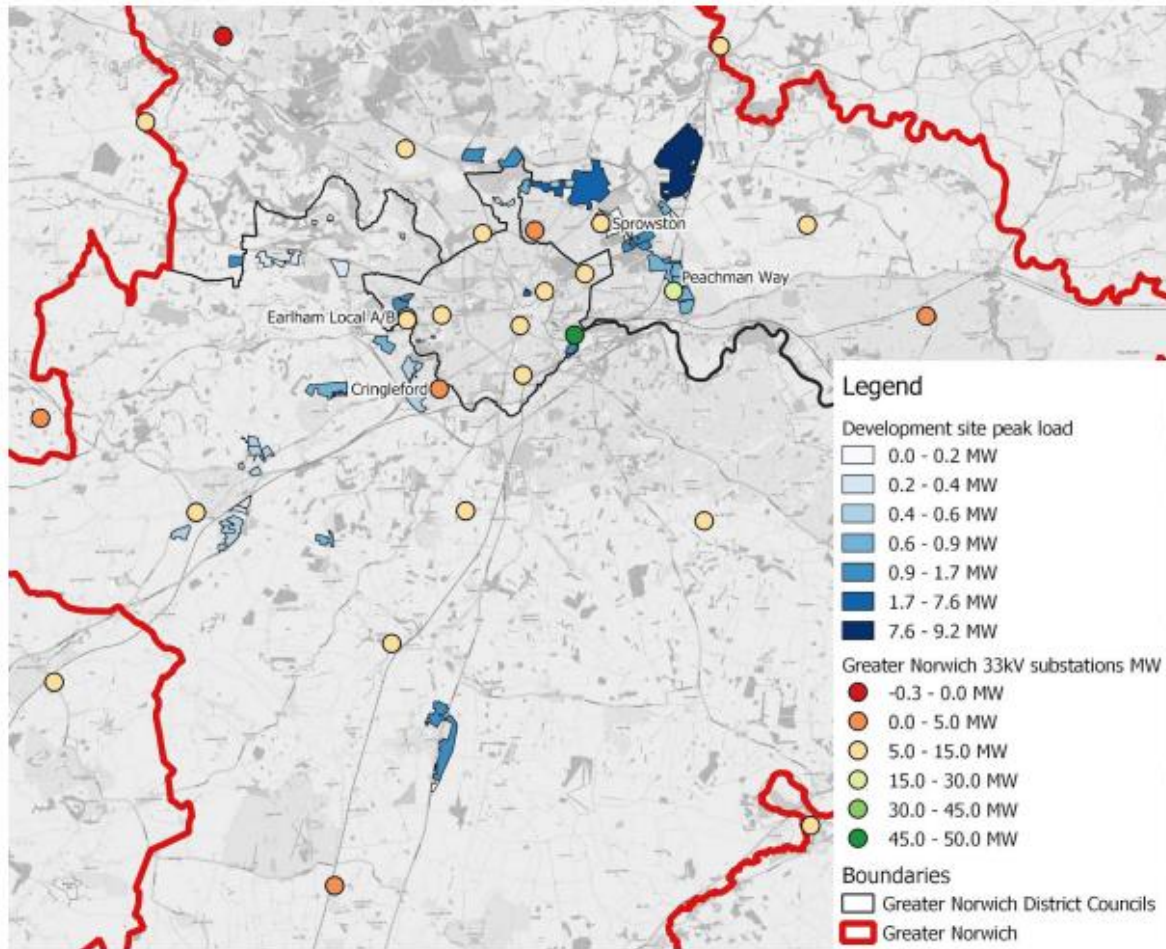 Sprowston
Peachman Way
Earlham Local A/B
Cringleford
Legend
Development site peak load
0.0 - 0.2 MW
0.2 - 0.4 MW
0.4 - 0.6 MW
0.6 - 0.9 MW
0.9 - 1.7 MW
1.7 - 7.6 MW
7.6 - 9.2 MW
Greater Norwich 33kV substations MW
-0.3 - 0.0 MW
0.0 - 5.0 MW
5.0 - 15.0 MW
15.0 - 30.0 MW
30.0 - 45.0 MW
45.0 - 50.0 MW
Boundaries
Greater Norwich District Councils
Greater Norwich